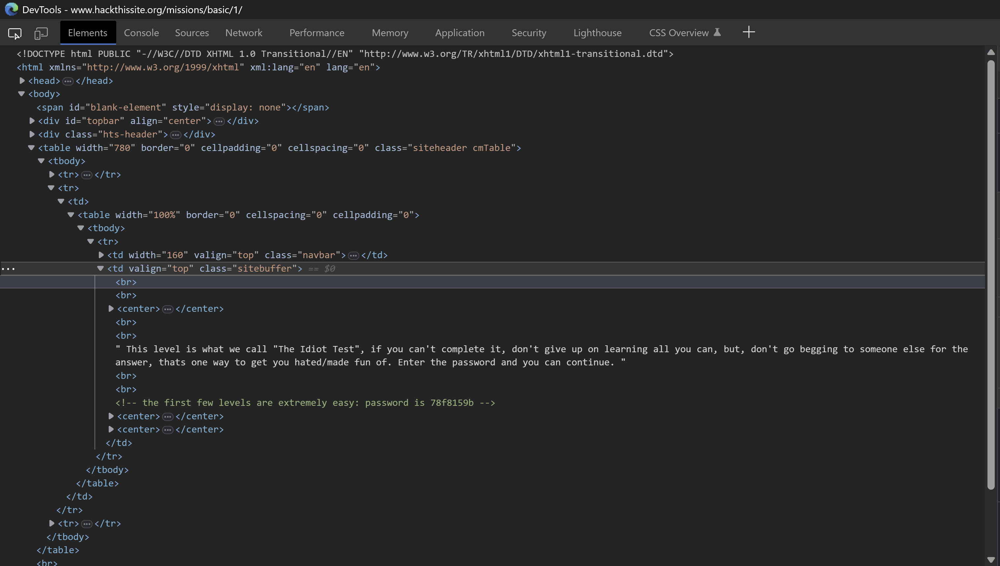 DevTools - www.hackthissite.org/missions/basic/1/
Elements Console Sources Network Performance Memory Application Security Lighthouse CSS Overview
<!DOCTYPE html PUBLIC "-//W3C//DTD XHTML 1.0 Transitional//EN" "http://www.w3.org/TR/xhtml1/DTD/xhtml1-transitional.dtd">
<html xmlns="http://www.w3.org/1999/xhtml" xml:lang="en" lang="en">
<head>…</head>
<body>
<span id="blank-element" style="display: none"></span>
<div id="topbar" align="center">…</div>
<div class="hts-header">…</div>
<table width="780" border="0" cellpadding="0" cellspacing="0" class="siteheader cmTable">
<tbody>
<tr>…</tr>
<tr>
<td>
<table width="100%" border="0" cellspacing="0" cellpadding="0">
<tbody>
<tr>
<td width="160" valign="top" class="navbar">…</td>
… <td valign="top" class="sitebuffer"> == $0
<br>
<br>
<center>…</center>
<br>
<br>
" This level is what we call "The Idiot Test", if you can't complete it, don't give up on learning all you can, but, don't go begging to someone else for the
answer, thats one way to get you hated/made fun of. Enter the password and you can continue. "
<br>
<br>
<!-- the first few levels are extremely easy: password is 78f8159b -->
<center>…</center>
<center>…</center>
</td>
</tr>
</tbody>
</table>
</td>
</tr>
<tr>…</tr>
</tbody>
</table>
<br>